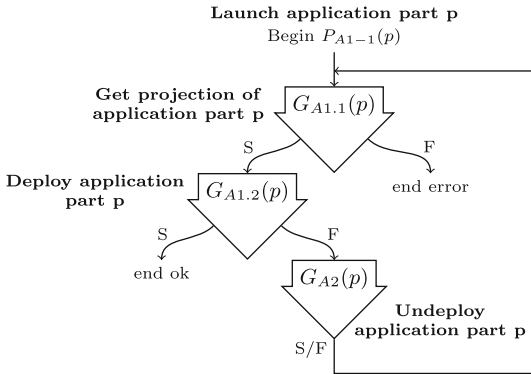 Launch application part p
Begin P_{A1−1}(p)
Get projection of
application part p
G_{A1.1}(p)
S
F
end error
Deploy application
part p
G_{A1.2}(p)
S
F
end ok
G_{A2}(p)
Undeploy
application part p
S/F